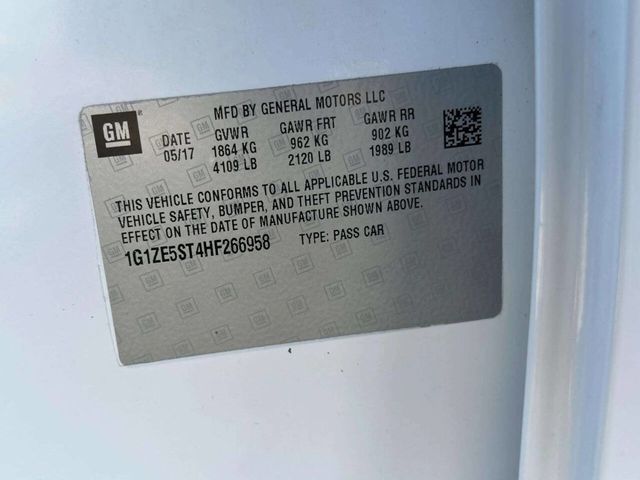 MFD BY GENERAL MOTORS LLC
GM
DATE GVWR GAWR FRT GAWR RR
05/17 1864 KG 962 KG 902 KG
4109 LB 2120 LB 1989 LB
THIS VEHICLE CONFORMS TO ALL APPLICABLE U.S. FEDERAL MOTOR
VEHICLE SAFETY, BUMPER, AND THEFT PREVENTION STANDARDS IN
EFFECT ON THE DATE OF MANUFACTURE SHOWN ABOVE.
1G1ZE5ST4HF266958 TYPE: PASS CAR